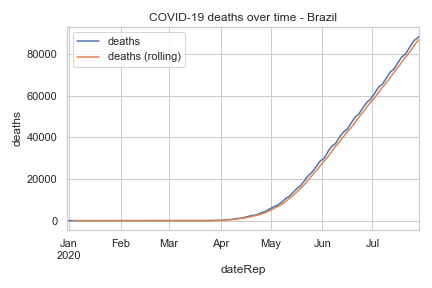 COVID-19 deaths over time - Brazil
deaths
deaths (rolling)
80000
60000
40000
20000
0
deaths
Jan Feb Mar Apr May Jun Jul
2020
dateRep